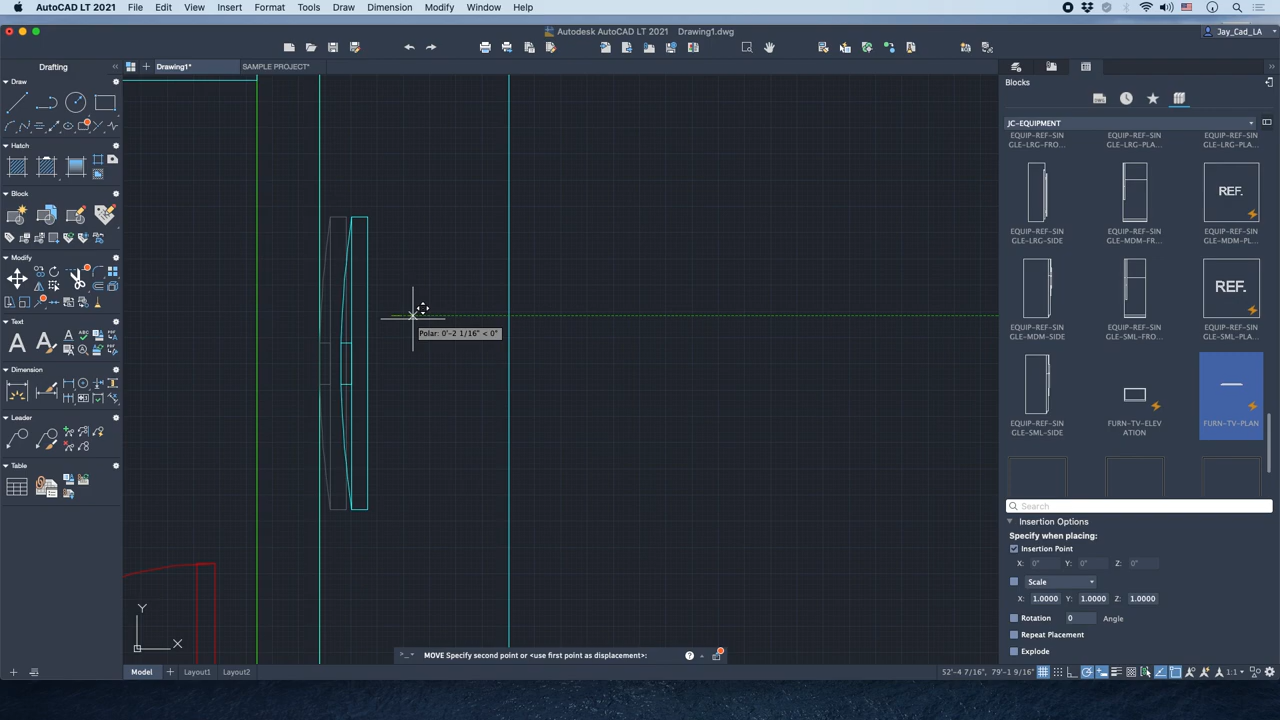 AutoCAD LT 2021 File Edit View Insert Format Tools Draw Dimension Modify Window Help
Autodesk AutoCAD LT 2021 Drawing1.dwg
Jay_Cad_LA
Drafting
Drawing1*
SAMPLE PROJECT*
Draw
Hatch
Block
Modify
Text
Dimension
Leader
Table
Polar: 0'-2 1/16" < 0°
Y
X
MOVE Specify second point or <use first point as displacement>:
Model
Layout1
Layout2
52'-4 7/16", 79'-1 9/16"
1:1
Blocks
JC-EQUIPMENT
EQUIP-REF-SIN
GLE-LRG-FRO...
EQUIP-REF-SIN
GLE-LRG-PLA...
EQUIP-REF-SIN
GLE-LRG-PLA...
REF.
EQUIP-REF-SIN
GLE-LRG-SIDE
EQUIP-REF-SIN
GLE-MDM-FR...
EQUIP-REF-SIN
GLE-MDM-PL...
REF.
EQUIP-REF-SIN
GLE-MDM-SIDE
EQUIP-REF-SIN
GLE-SML-FRO...
EQUIP-REF-SIN
GLE-SML-PLA...
EQUIP-REF-SIN
GLE-SML-SIDE
FURN-TV-ELEV
ATION
FURN-TV-PLAN
Search
Insertion Options
Specify when placing:
Insertion Point
X: 0" Y: 0" Z: 0"
Scale
X: 1.0000 Y: 1.0000 Z: 1.0000
Rotation 0 Angle
Repeat Placement
Explode